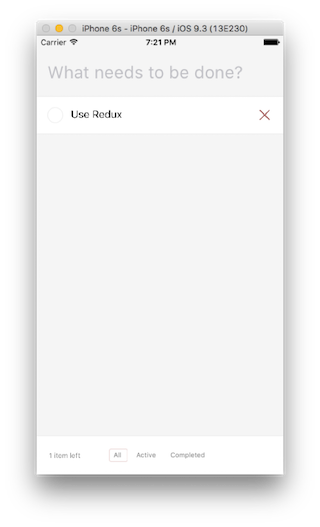 iPhone 6s - iPhone 6s / iOS 9.3 (13E230)
Carrier 7:21 PM
What needs to be done?
Use Redux
1 item left All Active Completed